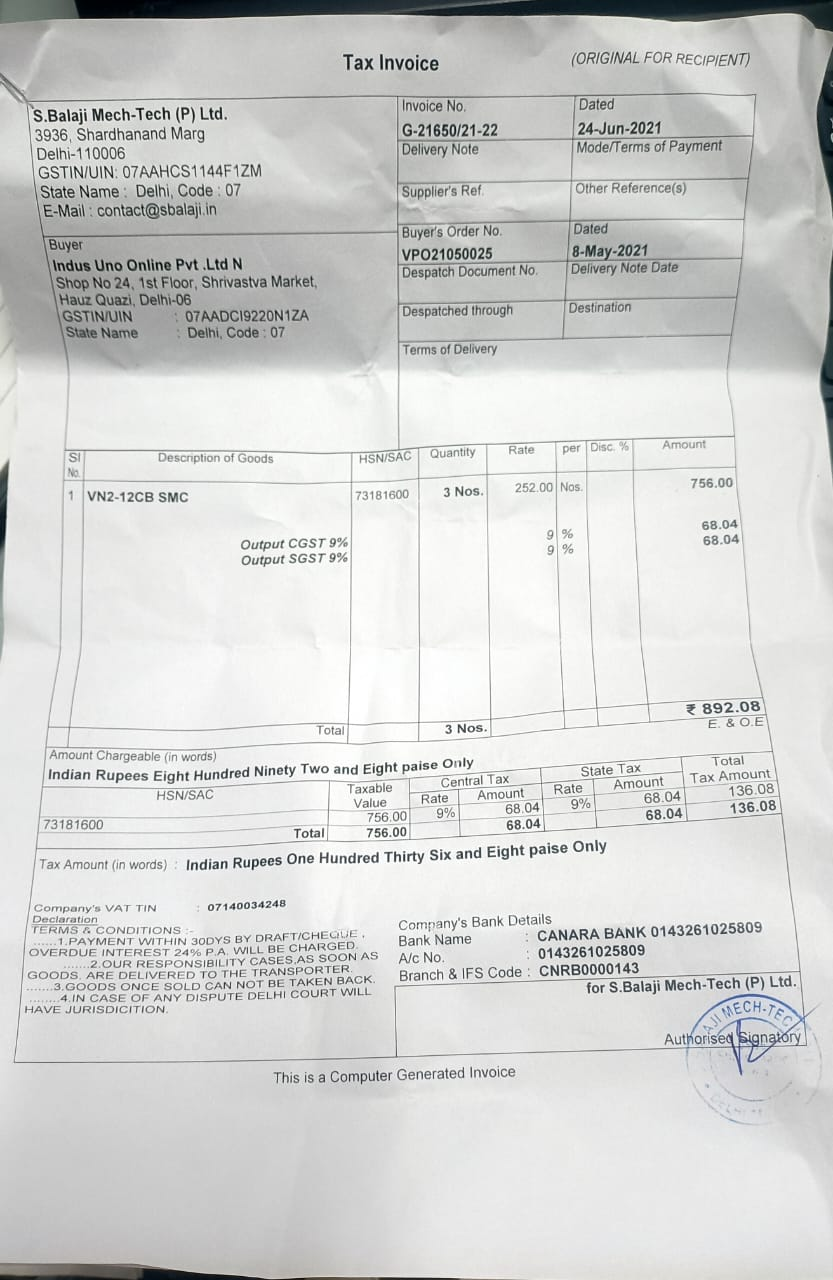 Tax Invoice
(ORIGINAL FOR RECIPIENT)
S.Balaji Mech-Tech (P) Ltd.
3936, Shardhanand Marg
Delhi-110006
GSTIN/UIN: 07AAHCS1144F1ZM
State Name : Delhi, Code : 07
E-Mail : contact@sbalaji.in
Invoice No.
G-21650/21-22
Dated
24-Jun-2021
Delivery Note
Mode/Terms of Payment
Supplier's Ref.
Other Reference(s)
Buyer
Indus Uno Online Pvt .Ltd N
Shop No 24, 1st Floor, Shrivastva Market,
Hauz Quazi, Delhi-06
GSTIN/UIN : 07AADCI9220N1ZA
State Name : Delhi, Code : 07
Buyer's Order No.
VPO21050025
Dated
8-May-2021
Despatch Document No.
Delivery Note Date
Despatched through
Destination
Terms of Delivery
Sl No. Description of Goods HSN/SAC Quantity Rate per Disc. % Amount
1 VN2-12CB SMC 73181600 3 Nos. 252.00 Nos. 756.00
Output CGST 9% 9 % 68.04
Output SGST 9% 9 % 68.04
Total 3 Nos. ₹ 892.08
E. & O.E
Amount Chargeable (in words)
Indian Rupees Eight Hundred Ninety Two and Eight paise Only
HSN/SAC Taxable Value Central Tax Rate Amount State Tax Rate Amount Total Tax Amount
73181600 756.00 9% 68.04 9% 68.04 136.08
Total 756.00 68.04 68.04 136.08
Tax Amount (in words) : Indian Rupees One Hundred Thirty Six and Eight paise Only
Company's VAT TIN : 07140034248
Declaration
TERMS & CONDITIONS :-
......1.PAYMENT WITHIN 30DYS BY DRAFT/CHEQUE ,
OVERDUE INTEREST 24% P.A. WILL BE CHARGED.
.......2.OUR RESPONSIBILITY CASES,AS SOON AS
GOODS. ARE DELIVERED TO THE TRANSPORTER.
.......3.GOODS ONCE SOLD CAN NOT BE TAKEN BACK.
........4.IN CASE OF ANY DISPUTE DELHI COURT WILL
HAVE JURISDICITION.
Company's Bank Details
Bank Name : CANARA BANK 0143261025809
A/c No. : 0143261025809
Branch & IFS Code : CNRB0000143
for S.Balaji Mech-Tech (P) Ltd.
Authorised Signatory
This is a Computer Generated Invoice